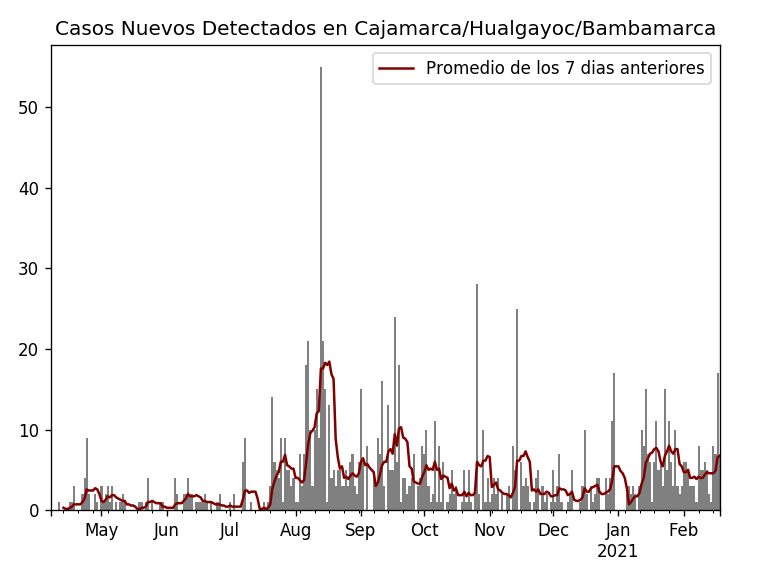 Casos Nuevos Detectados en Cajamarca/Hualgayoc/Bambamarca
Promedio de los 7 dias anteriores
50
40
30
20
10
0
May Jun Jul Aug Sep Oct Nov Dec Jan Feb
2021